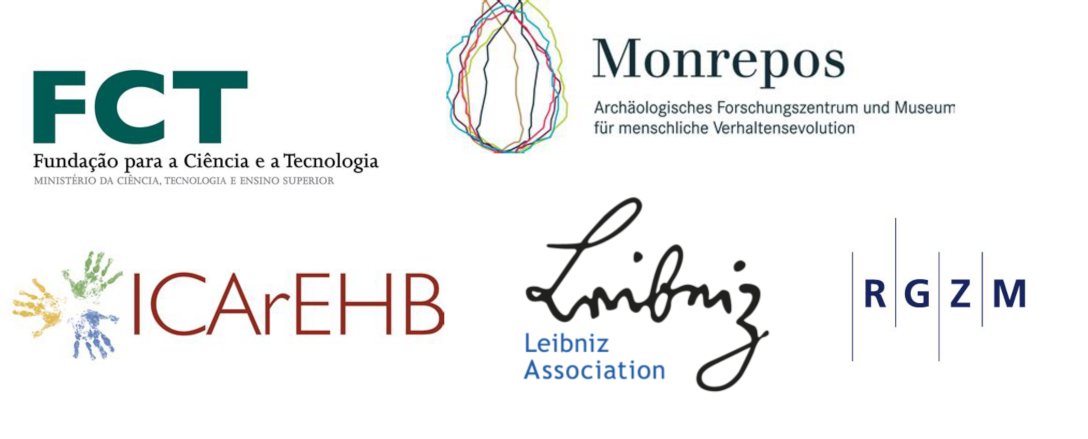 FCT
Fundação para a Ciência e a Tecnologia
MINISTÉRIO DA CIÊNCIA, TECNOLOGIA E ENSINO SUPERIOR
Monrepos
Archäologisches Forschungszentrum und Museum
für menschliche Verhaltensevolution
ICArEHB
Leibniz
Leibniz
Association
RGZM